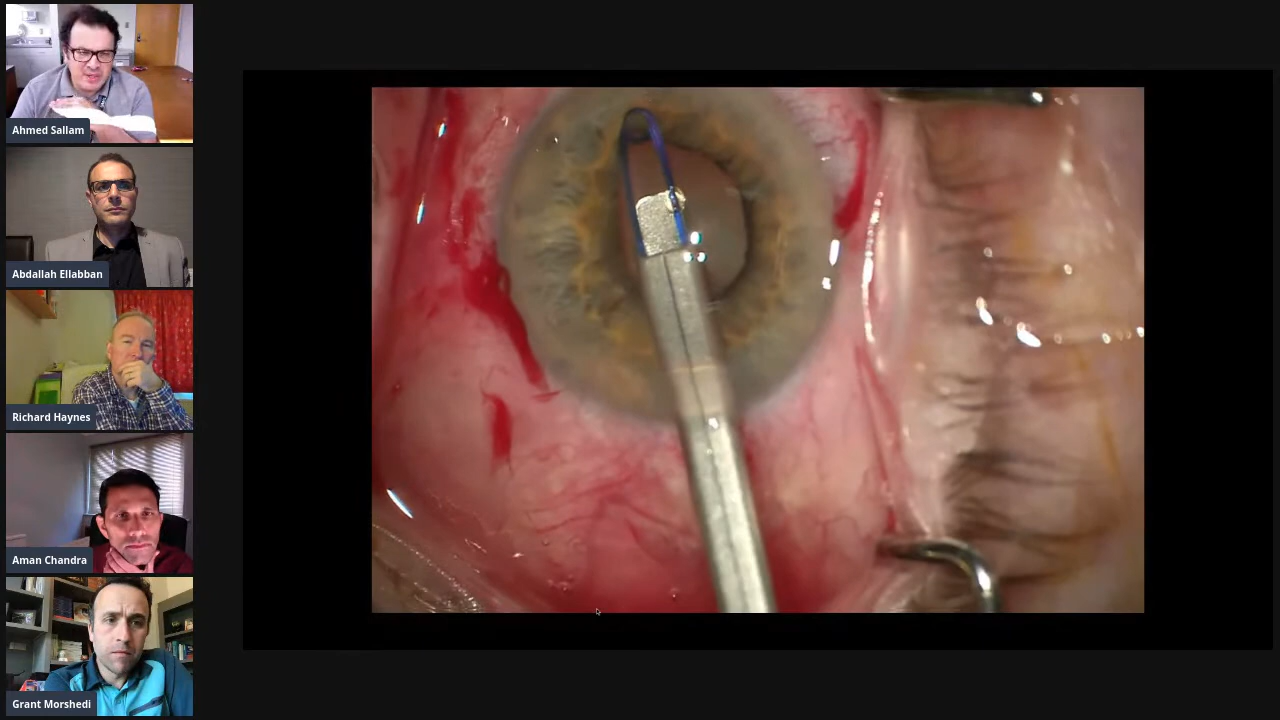 Ahmed Sallam
Abdallah Ellabban
Richard Haynes
Aman Chandra
Grant Morshedi